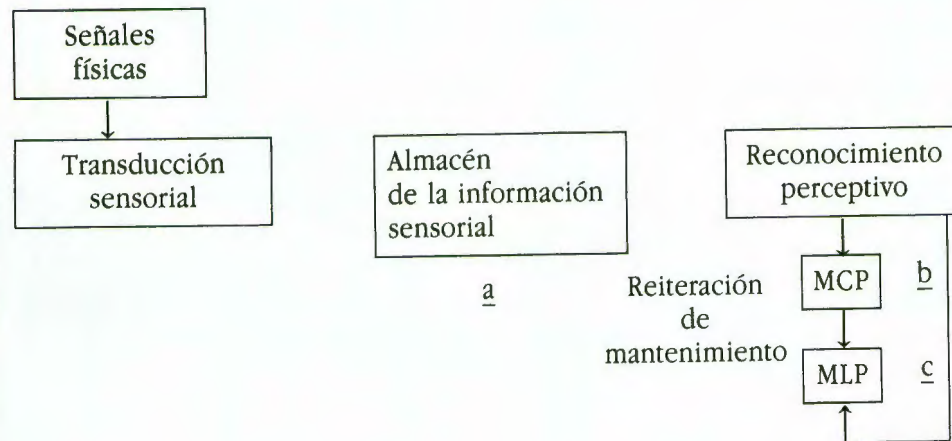 Señales
físicas
Transducción
sensorial
Almacén
de la información
sensorial
a
Reconocimiento
perceptivo
Reiteración
de
mantenimiento
MCP
b
MLP
c